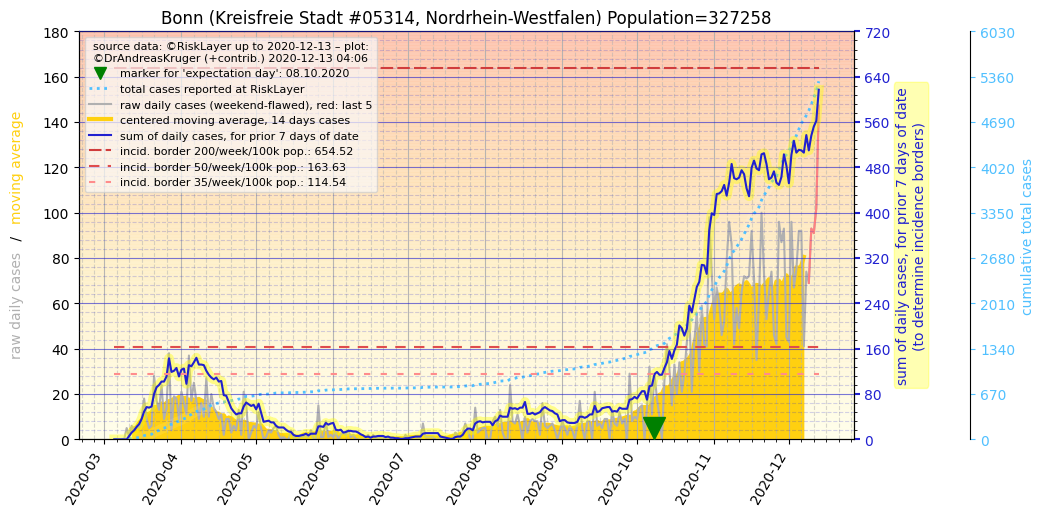 Bonn (Kreisfreie Stadt #05314, Nordrhein-Westfalen) Population=327258
source data: ©RiskLayer up to 2020-12-13 – plot:
©DrAndreasKruger (+contrib.) 2020-12-13 04:06
marker for 'expectation day': 08.10.2020
total cases reported at RiskLayer
raw daily cases (weekend-flawed), red: last 5
centered moving average, 14 days cases
sum of daily cases, for prior 7 days of date
incid. border 200/week/100k pop.: 654.52
incid. border 50/week/100k pop.: 163.63
incid. border 35/week/100k pop.: 114.54
raw daily cases / moving average
180
160
140
120
100
80
60
40
20
0
2020-03
2020-04
2020-05
2020-06
2020-07
2020-08
2020-09
2020-10
2020-11
2020-12
720
640
560
480
400
320
240
160
80
0
sum of daily cases, for prior 7 days of date
(to determine incidence borders)
6030
5360
4690
4020
3350
2680
2010
1340
670
0
cumulative total cases